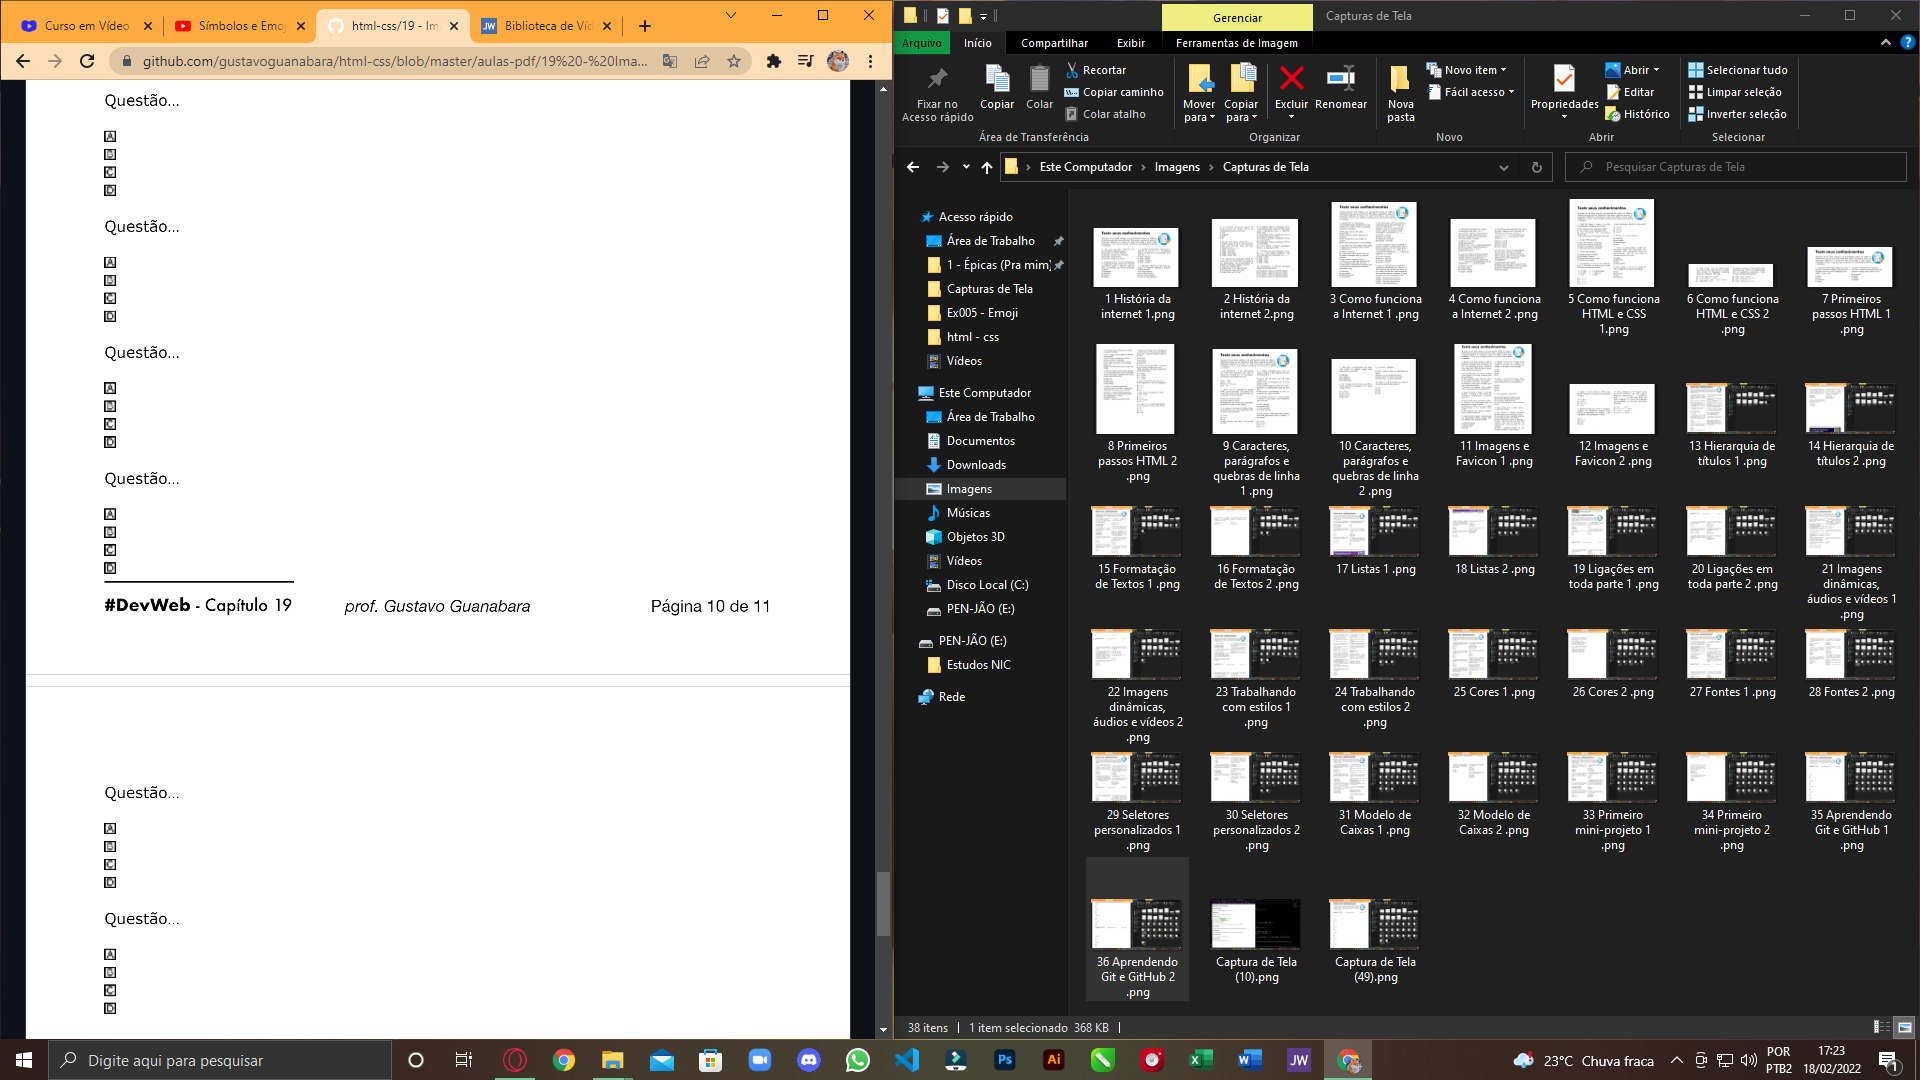 Curso em Vídeo
Símbolos e Emoj
html-css/19 - Im
Biblioteca de Víd
github.com/gustavoguanabara/html-css/blob/master/aulas-pdf/19%20-%20Ima...
Questão...
A
B
C
D
Questão...
A
B
C
D
Questão...
A
B
C
D
Questão...
A
B
C
D
#DevWeb - Capítulo 19 prof. Gustavo Guanabara Página 10 de 11
Questão...
A
B
C
D
Questão...
A
B
C
D
Gerenciar
Capturas de Tela
Arquivo Início Compartilhar Exibir Ferramentas de Imagem
Fixar no
Acesso rápido
Copiar
Colar
Recortar
Copiar caminho
Colar atalho
Área de Transferência
Mover
para
Copiar
para
Excluir
Renomear
Organizar
Nova
pasta
Novo item
Fácil acesso
Novo
Propriedades
Abrir
Editar
Histórico
Abrir
Selecionar tudo
Limpar seleção
Inverter seleção
Selecionar
Este Computador
Imagens
Capturas de Tela
Pesquisar Capturas de Tela
Acesso rápido
Área de Trabalho
1 - Épicas (Pra mim)
Capturas de Tela
Ex005 - Emoji
html - css
Vídeos
Este Computador
Área de Trabalho
Documentos
Downloads
Imagens
Músicas
Objetos 3D
Vídeos
Disco Local (C:)
PEN-JÃO (E:)
PEN-JÃO (E:)
Estudos NIC
Rede
1 História da
internet 1.png
2 História da
internet 2.png
3 Como funciona
a Internet 1 .png
4 Como funciona
a Internet 2 .png
5 Como funciona
HTML e CSS
1.png
6 Como funciona
HTML e CSS 2
.png
7 Primeiros
passos HTML 1
.png
8 Primeiros
passos HTML 2
.png
9 Caracteres,
parágrafos e
quebras de linha
1 .png
10 Caracteres,
parágrafos e
quebras de linha
2 .png
11 Imagens e
Favicon 1 .png
12 Imagens e
Favicon 2 .png
13 Hierarquia de
títulos 1 .png
14 Hierarquia de
títulos 2 .png
15 Formatação
de Textos 1 .png
16 Formatação
de Textos 2 .png
17 Listas 1 .png
18 Listas 2 .png
19 Ligações em
toda parte 1 .png
20 Ligações em
toda parte 2 .png
21 Imagens
dinâmicas,
áudios e vídeos 1
.png
22 Imagens
dinâmicas,
áudios e vídeos 2
.png
23 Trabalhando
com estilos 1
.png
24 Trabalhando
com estilos 2
.png
25 Cores 1 .png
26 Cores 2 .png
27 Fontes 1 .png
28 Fontes 2 .png
29 Seletores
personalizados 1
.png
30 Seletores
personalizados 2
.png
31 Modelo de
Caixas 1 .png
32 Modelo de
Caixas 2 .png
33 Primeiro
mini-projeto 1
.png
34 Primeiro
mini-projeto 2
.png
35 Aprendendo
Git e GitHub 1
.png
36 Aprendendo
Git e GitHub 2
.png
Captura de Tela
(10).png
Captura de Tela
(49).png
38 itens
1 item selecionado 368 KB
Digite aqui para pesquisar
23°C Chuva fraca
POR
PTB2
17:23
18/02/2022